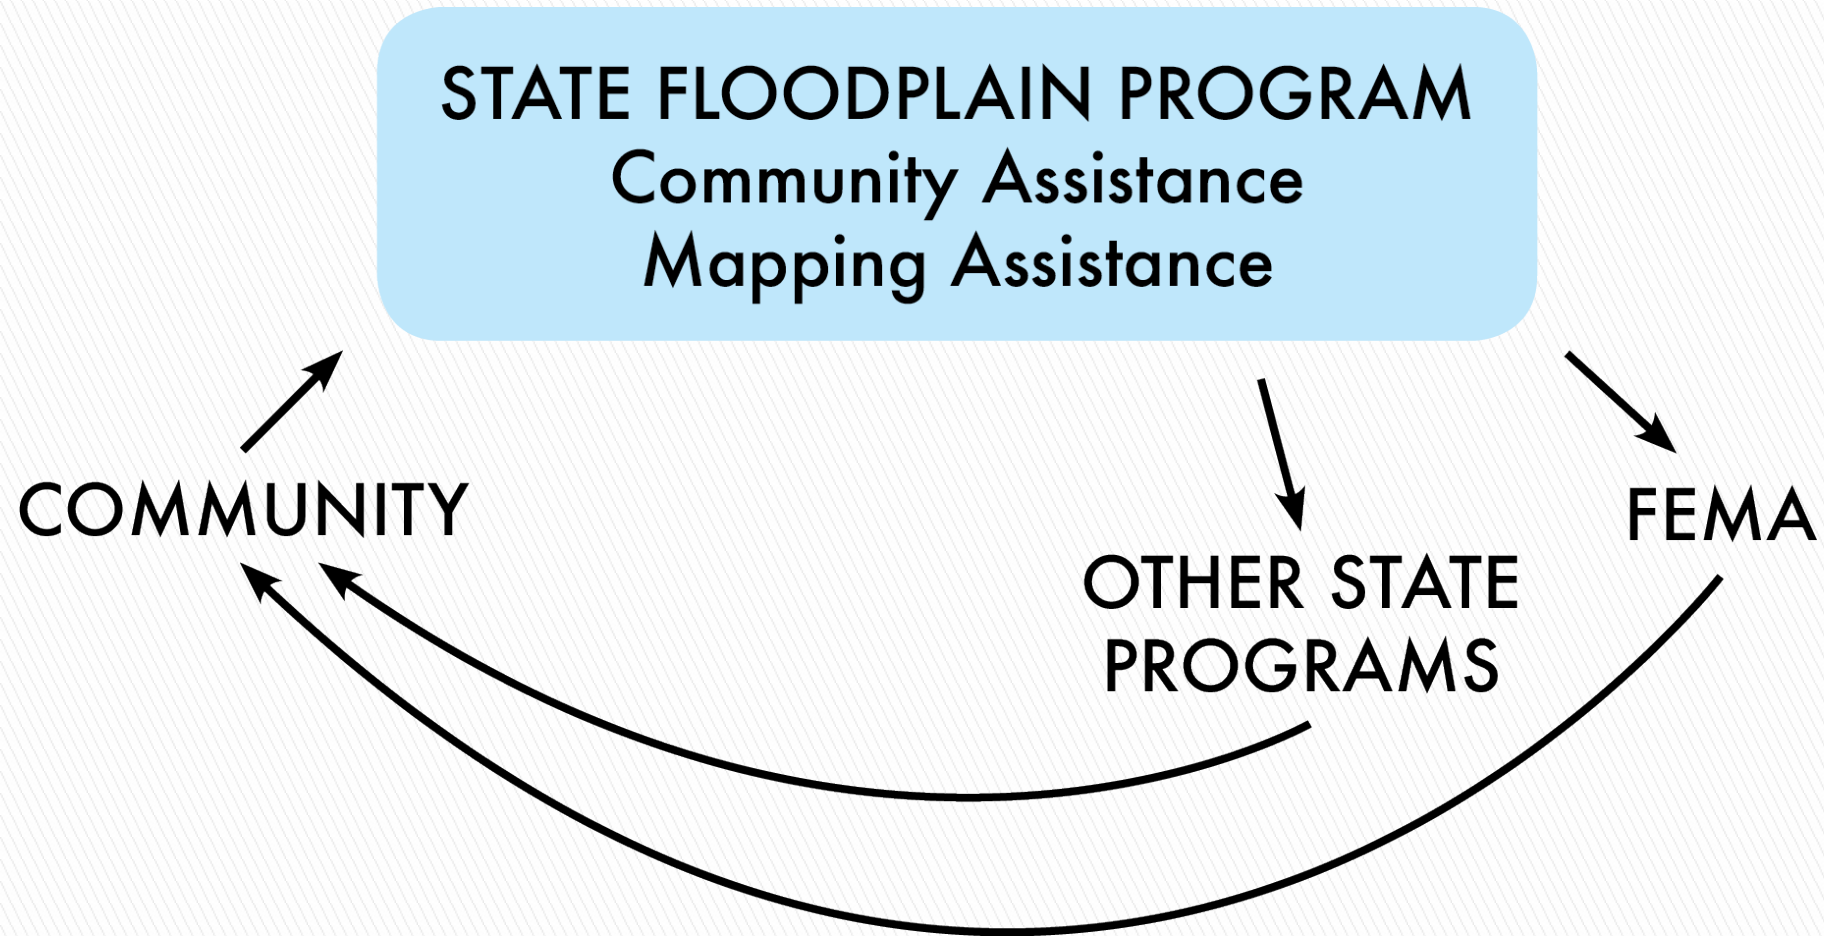 STATE FLOODPLAIN PROGRAM
Community Assistance
Mapping Assistance
COMMUNITY
FEMA
OTHER STATE
PROGRAMS